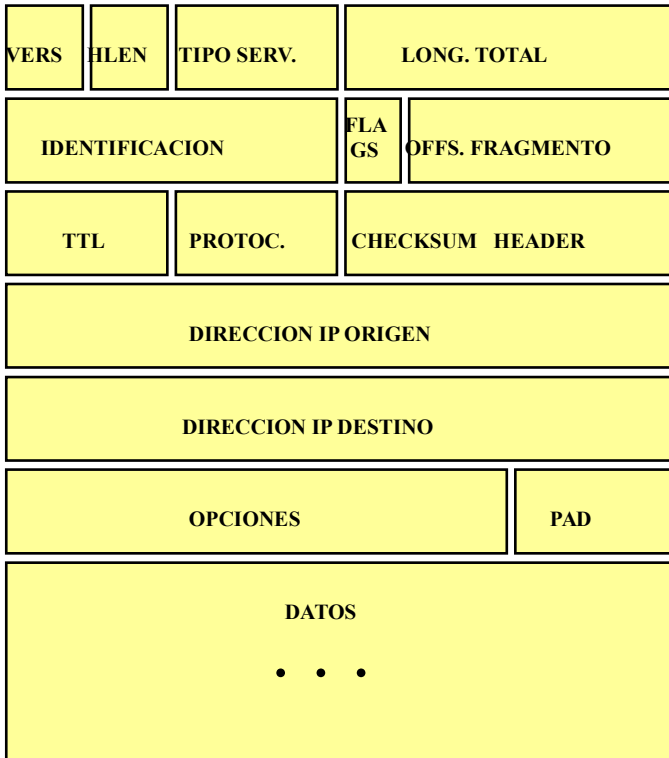 VERS HLEN TIPO SERV. LONG. TOTAL
IDENTIFICACION FLA
GS OFFS. FRAGMENTO
TTL PROTOC. CHECKSUM HEADER
DIRECCION IP ORIGEN
DIRECCION IP DESTINO
OPCIONES PAD
DATOS
• • •